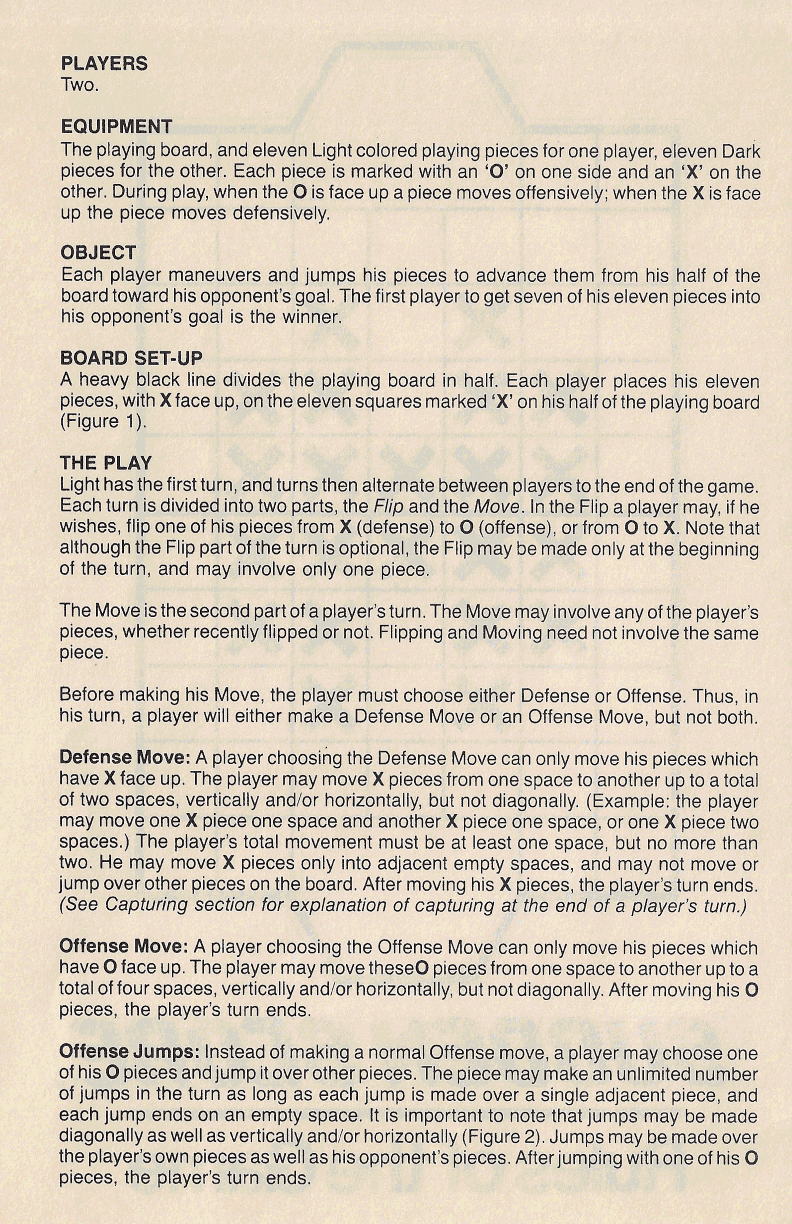 PLAYERS
Two.
EQUIPMENT
The playing board, and eleven Light colored playing pieces for one player, eleven Dark
pieces for the other. Each piece is marked with an ‘O’ on one side and an ‘X’ on the
other. During play, when the O is face up a piece moves offensively; when the X is face
up the piece moves defensively.
OBJECT
Each player maneuvers and jumps his pieces to advance them from his half of the
board toward his opponent's goal. The first player to get seven of his eleven pieces into
his opponent's goal is the winner.
BOARD SET-UP
A heavy black line divides the playing board in half. Each player places his eleven
pieces, with X face up, on the eleven squares marked ‘X’ on his half of the playing board
(Figure 1).
THE PLAY
Light has the first turn, and turns then alternate between players to the end of the game.
Each turn is divided into two parts, the Flip and the Move. In the Flip a player may, if he
wishes, flip one of his pieces from X (defense) to O (offense), or from O to X. Note that
although the Flip part of the turn is optional, the Flip may be made only at the beginning
of the turn, and may involve only one piece.
The Move is the second part of a player's turn. The Move may involve any of the player's
pieces, whether recently flipped or not. Flipping and Moving need not involve the same
piece.
Before making his Move, the player must choose either Defense or Offense. Thus, in
his turn, a player will either make a Defense Move or an Offense Move, but not both.
Defense Move: A player choosing the Defense Move can only move his pieces which
have X face up. The player may move X pieces from one space to another up to a total
of two spaces, vertically and/or horizontally, but not diagonally. (Example: the player
may move one X piece one space and another X piece one space, or one X piece two
spaces.) The player's total movement must be at least one space, but no more than
two. He may move X pieces only into adjacent empty spaces, and may not move or
jump over other pieces on the board. After moving his X pieces, the player's turn ends.
(See Capturing section for explanation of capturing at the end of a player's turn.)
Offense Move: A player choosing the Offense Move can only move his pieces which
have O face up. The player may move theseO pieces from one space to another up to a
total of four spaces, vertically and/or horizontally, but not diagonally. After moving his O
pieces, the player's turn ends.
Offense Jumps: Instead of making a normal Offense move, a player may choose one
of his O pieces and jump it over other pieces. The piece may make an unlimited number
of jumps in the turn as long as each jump is made over a single adjacent piece, and
each jump ends on an empty space. It is important to note that jumps may be made
diagonally as well as vertically and/or horizontally (Figure 2). Jumps may be made over
the player's own pieces as well as his opponent's pieces. After jumping with one of his O
pieces, the player's turn ends.